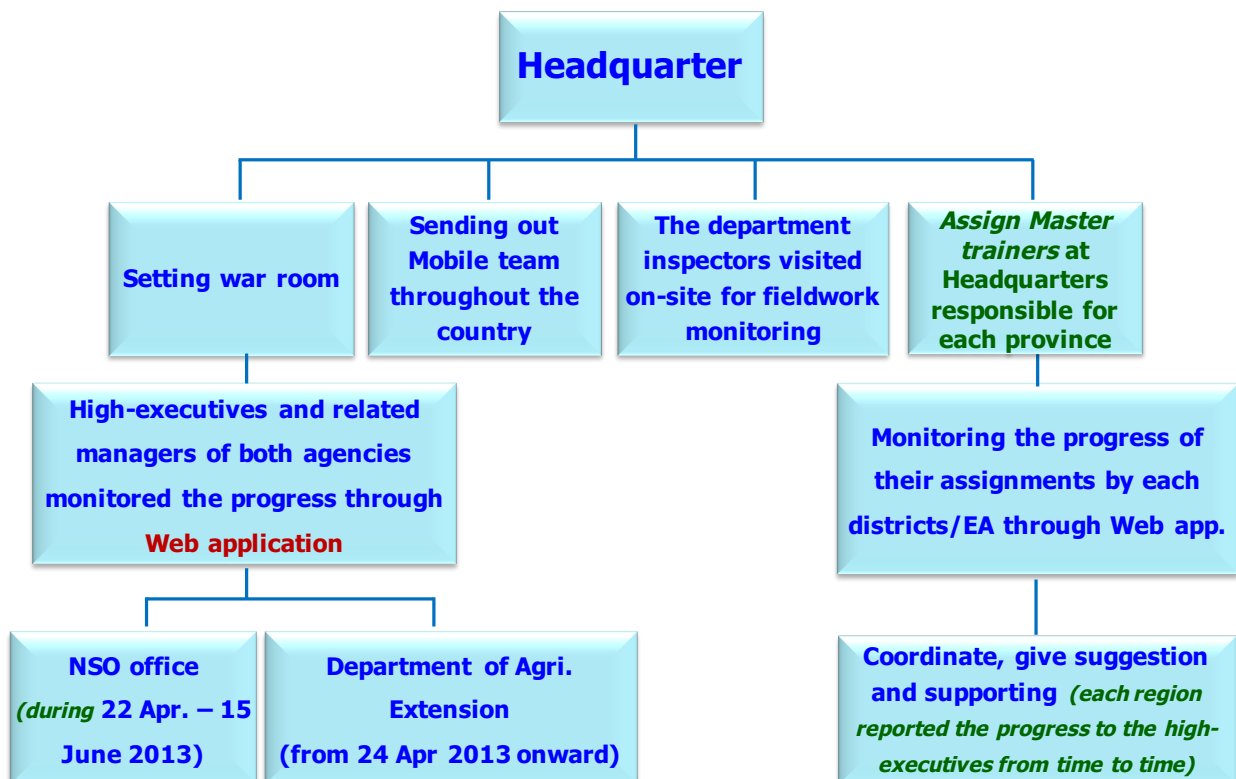 Headquarter
Setting war room
Sending out
Mobile team
throughout the
country
The department
inspectors visited
on-site for fieldwork
monitoring
Assign Master
trainers at
Headquarters
responsible for
each province
High-executives and related
managers of both agencies
monitored the progress through
Web application
Monitoring the progress of
their assignments by each
districts/EA through Web app.
NSO office
(during 22 Apr. – 15
June 2013)
Department of Agri.
Extension
(from 24 Apr 2013 onward)
Coordinate, give suggestion
and supporting (each region
reported the progress to the high-
executives from time to time)